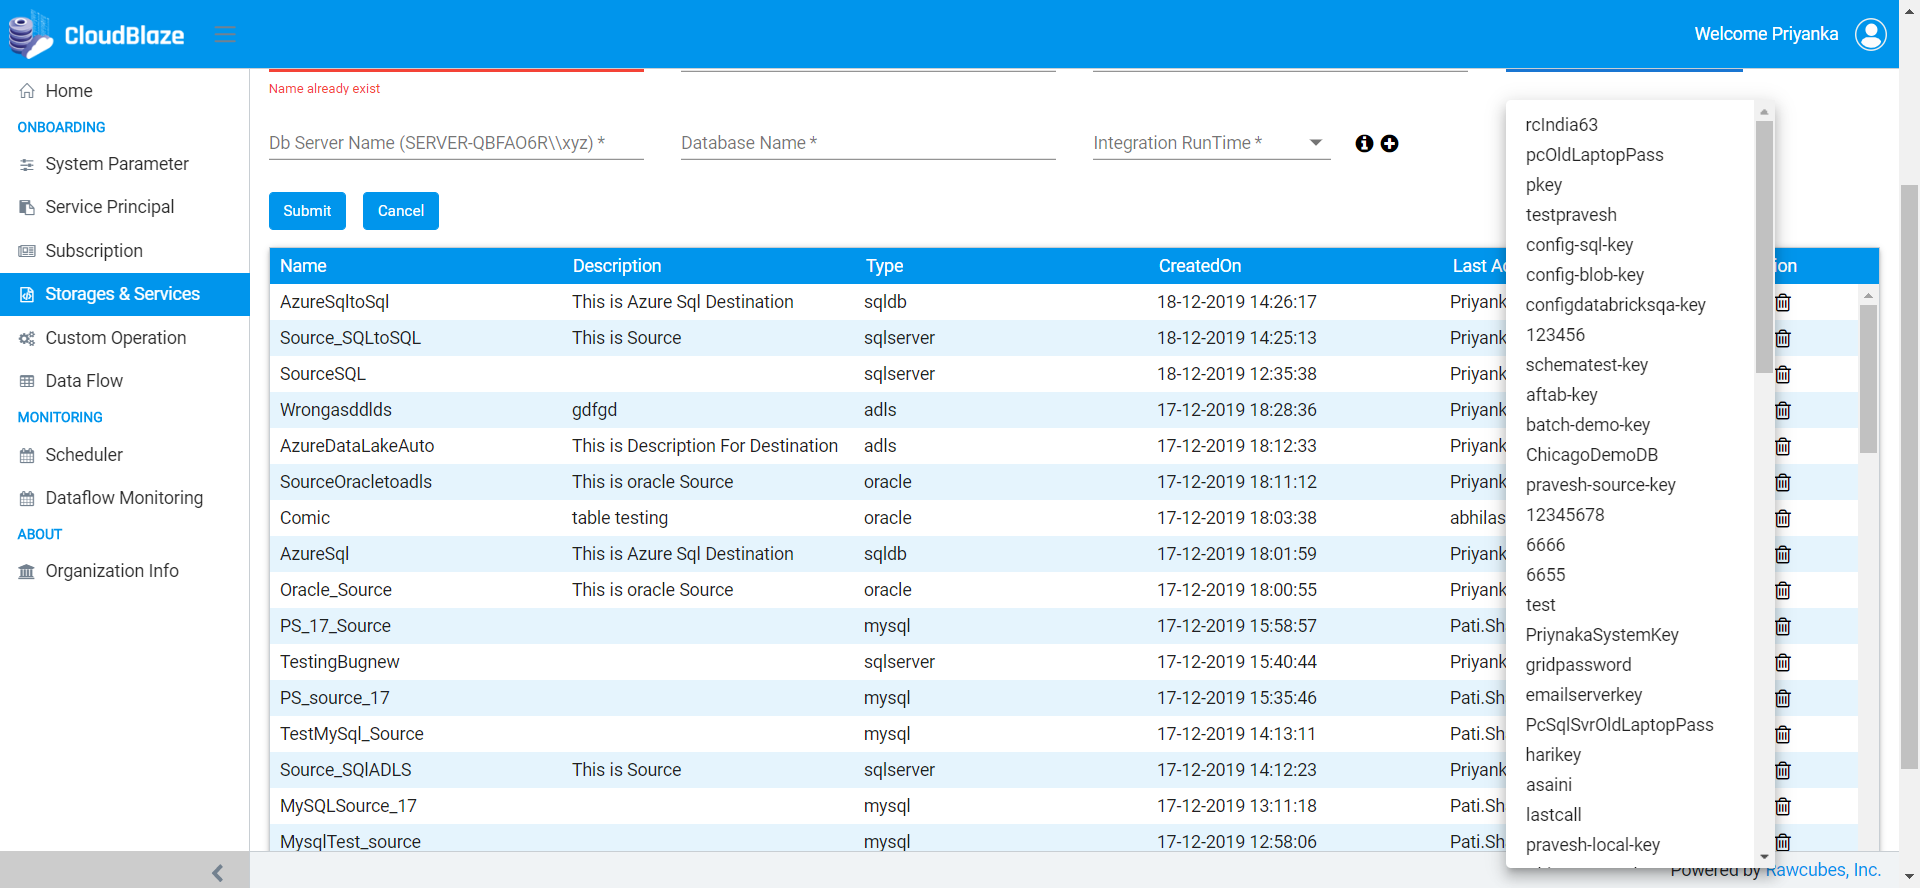 CloudBlaze
Welcome Priyanka
Home
ONBOARDING
System Parameter
Service Principal
Subscription
Storages & Services
Custom Operation
Data Flow
MONITORING
Scheduler
Dataflow Monitoring
ABOUT
Organization Info
Name already exist
Db Server Name (SERVER-QBFAO6R\\xyz) *
Database Name *
Integration RunTime *
Submit
Cancel
Name Description Type CreatedOn Last Ac ion
AzureSqltoSql This is Azure Sql Destination sqldb 18-12-2019 14:26:17 Priyank
Source_SQLtoSQL This is Source sqlserver 18-12-2019 14:25:13 Priyank
SourceSQL sqlserver 18-12-2019 12:35:38 Priyank
Wrongasddlds gdfgd adls 17-12-2019 18:28:36 Priyank
AzureDataLakeAuto This is Description For Destination adls 17-12-2019 18:12:33 Priyank
SourceOracletoadls This is oracle Source oracle 17-12-2019 18:11:12 Priyank
Comic table testing oracle 17-12-2019 18:03:38 abhilas
AzureSql This is Azure Sql Destination sqldb 17-12-2019 18:01:59 Priyank
Oracle_Source This is oracle Source oracle 17-12-2019 18:00:55 Priyank
PS_17_Source mysql 17-12-2019 15:58:57 Pati.Sh
TestingBugnew sqlserver 17-12-2019 15:40:44 Priyank
PS_source_17 mysql 17-12-2019 15:35:46 Pati.Sh
TestMySql_Source mysql 17-12-2019 14:13:11 Pati.Sh
Source_SQlADLS This is Source sqlserver 17-12-2019 14:12:23 Priyank
MySQLSource_17 mysql 17-12-2019 13:11:18 Pati.Sh
MysqlTest_source mysql 17-12-2019 12:58:06 Pati.Sh
rcIndia63
pcOldLaptopPass
pkey
testpravesh
config-sql-key
config-blob-key
configdatabricksqa-key
123456
schematest-key
aftab-key
batch-demo-key
ChicagoDemoDB
pravesh-source-key
12345678
6666
6655
test
PriynakaSystemKey
gridpassword
emailserverkey
PcSqlSvrOldLaptopPass
harikey
asaini
lastcall
pravesh-local-key
Powered by Rawcubes, Inc.